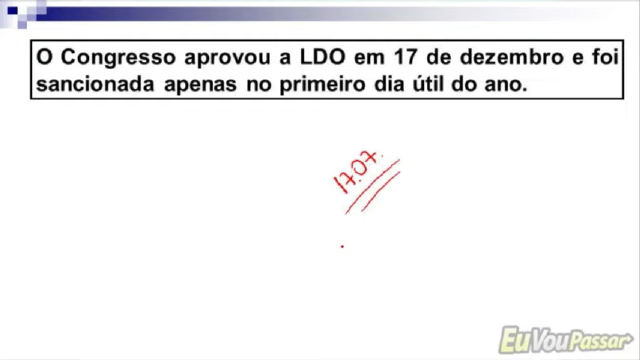 O Congresso aprovou a LDO em 17 de dezembro e foi
sancionada apenas no primeiro dia útil do ano.
17.07.
EuVouPassar